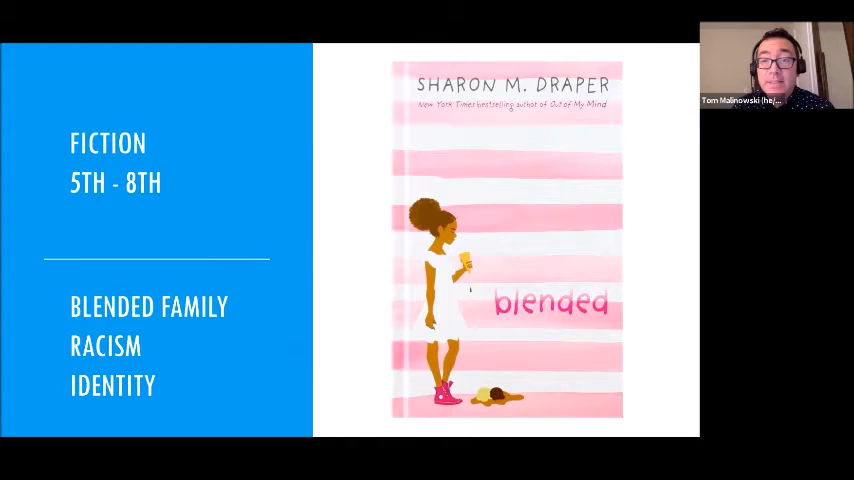 FICTION
5TH - 8TH
BLENDED FAMILY
RACISM
IDENTITY
SHARON M. DRAPER
New York Times bestselling author of Out of My Mind
blended
Tom Malinowski (he/...